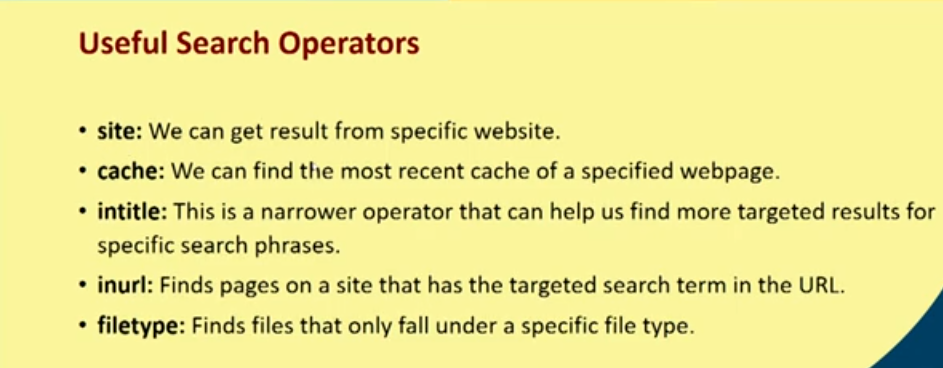 Useful Search Operators
• site: We can get result from specific website.
• cache: We can find the most recent cache of a specified webpage.
• intitle: This is a narrower operator that can help us find more targeted results for
specific search phrases.
• inurl: Finds pages on a site that has the targeted search term in the URL.
• filetype: Finds files that only fall under a specific file type.